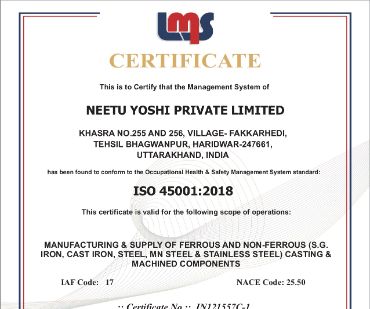 LMS
CERTIFICATE
This is to Certify that the Management System of
NEETU YOSHI PRIVATE LIMITED
KHASRA NO.255 AND 256, VILLAGE- FAKKARHEDI,
TEHSIL BHAGWANPUR, HARIDWAR-247661,
UTTARAKHAND, INDIA
has been found to conform to the Occupational Health & Safety Management System standard:
ISO 45001:2018
This certificate is valid for the following scope of operations:
MANUFACTURING & SUPPLY OF FERROUS AND NON-FERROUS (S.G.
IRON, CAST IRON, STEEL, MN STEEL & STAINLESS STEEL) CASTING &
MACHINED COMPONENTS
IAF Code: 17 NACE Code: 25.50
:: Certificate No :: IN121557C-1